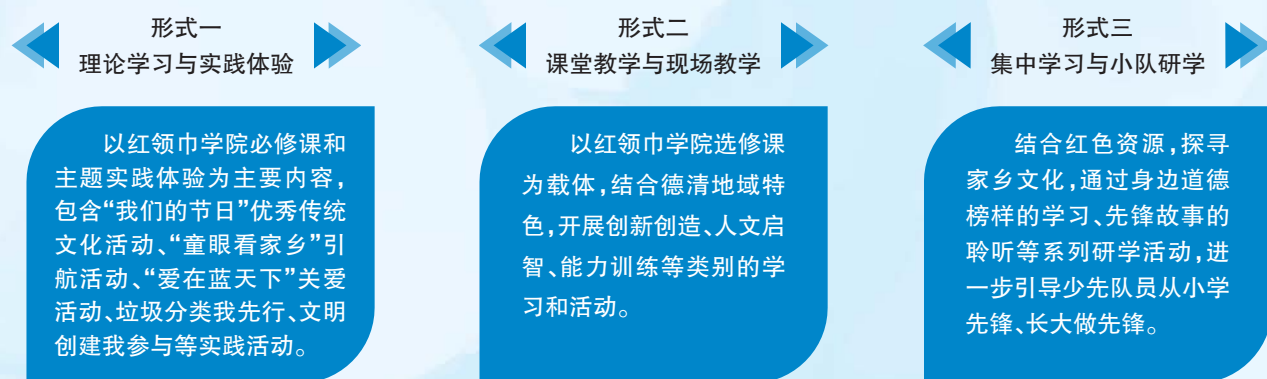 形式一
理论学习与实践体验
以红领巾学院必修课和
主题实践体验为主要内容，
包含“我们的节日”优秀传统
文化活动、“童眼看家乡”引
航活动、“爱在蓝天下”关爱
活动、垃圾分类我先行、文明
创建我参与等实践活动。
形式二
课堂教学与现场教学
以红领巾学院选修课
为载体，结合德清地域特
色，开展创新创造、人文启
智、能力训练等类别的学
习和活动。
形式三
集中学习与小队研学
结合红色资源，探寻
家乡文化，通过身边道德
榜样的学习、先锋故事的
聆听等系列研学活动，进
一步引导少先队员从小学
先锋、长大做先锋。